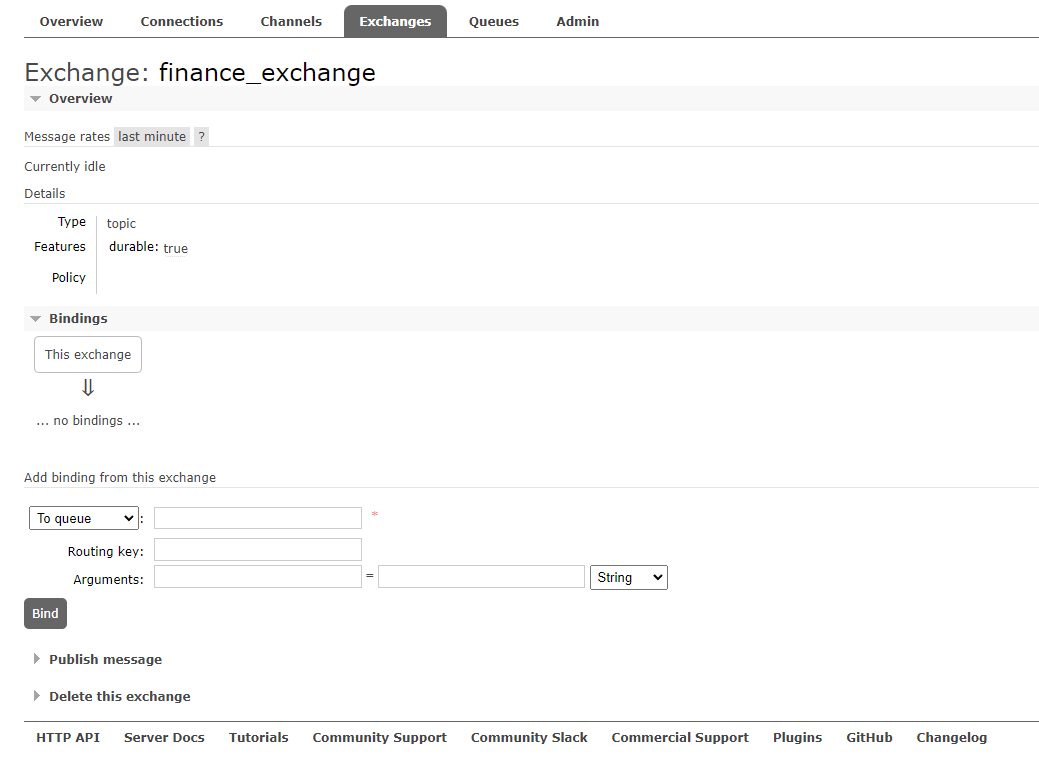 Overview Connections Channels Exchanges Queues Admin
Exchange: finance_exchange
Overview
Message rates last minute ?
Currently idle
Details
Type topic
Features durable: true
Policy
Bindings
This exchange
⇓
... no bindings ...
Add binding from this exchange
To queue : *
Routing key:
Arguments: = String
Bind
Publish message
Delete this exchange
HTTP API Server Docs Tutorials Community Support Community Slack Commercial Support Plugins GitHub Changelog